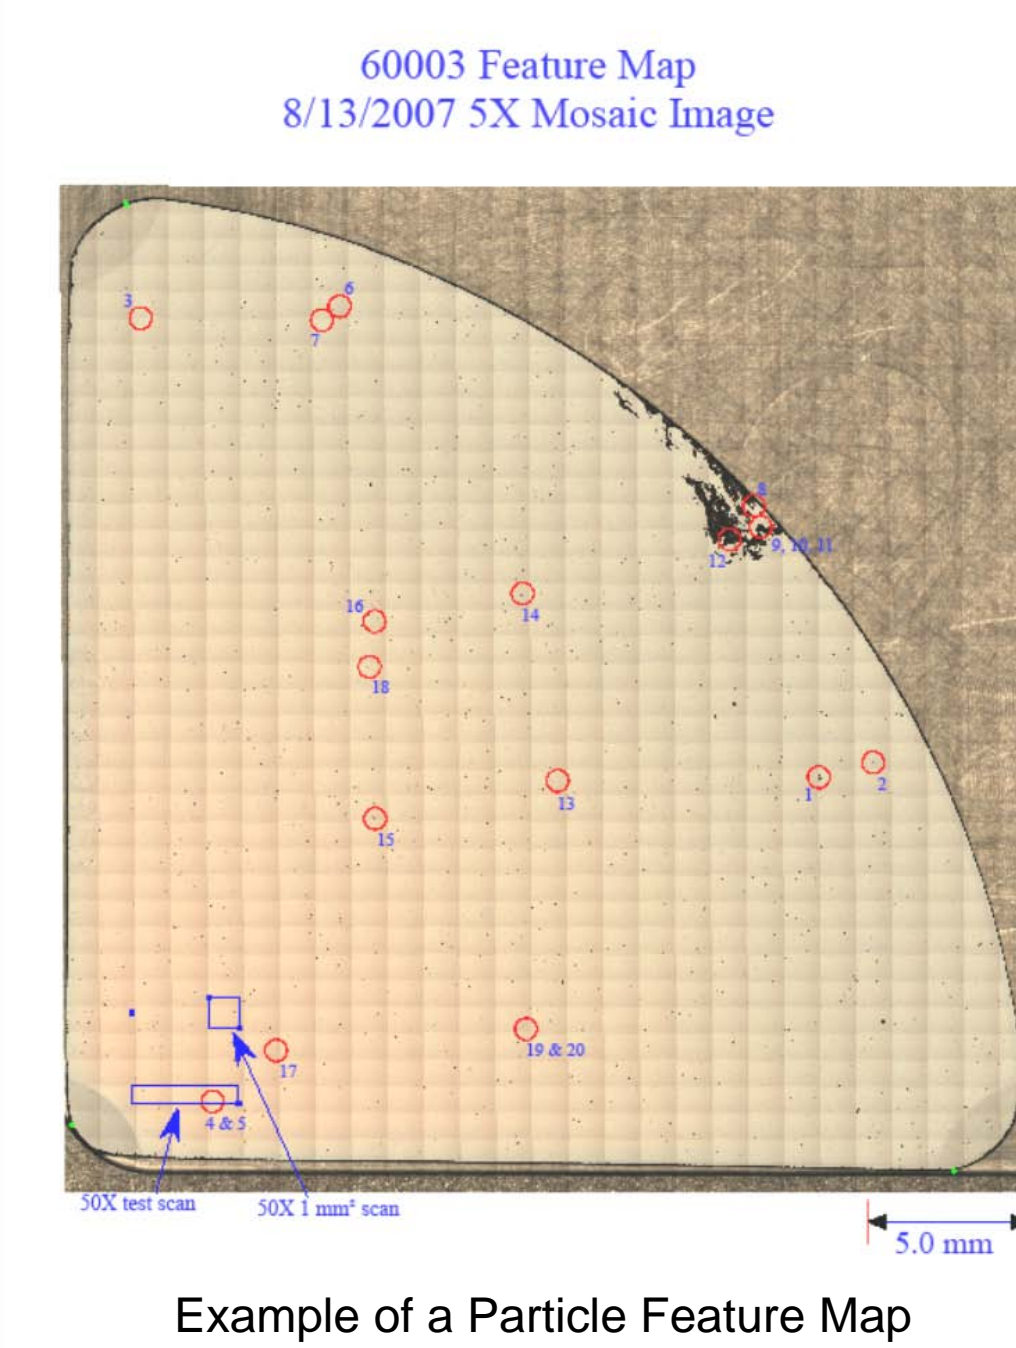 60003 Feature Map
8/13/2007 5X Mosaic Image
3
6
7
8
9, 10, 11
12
14
16
18
1
2
13
15
19 & 20
17
4 & 5
50X test scan
50X 1 mm² scan
5.0 mm
Example of a Particle Feature Map